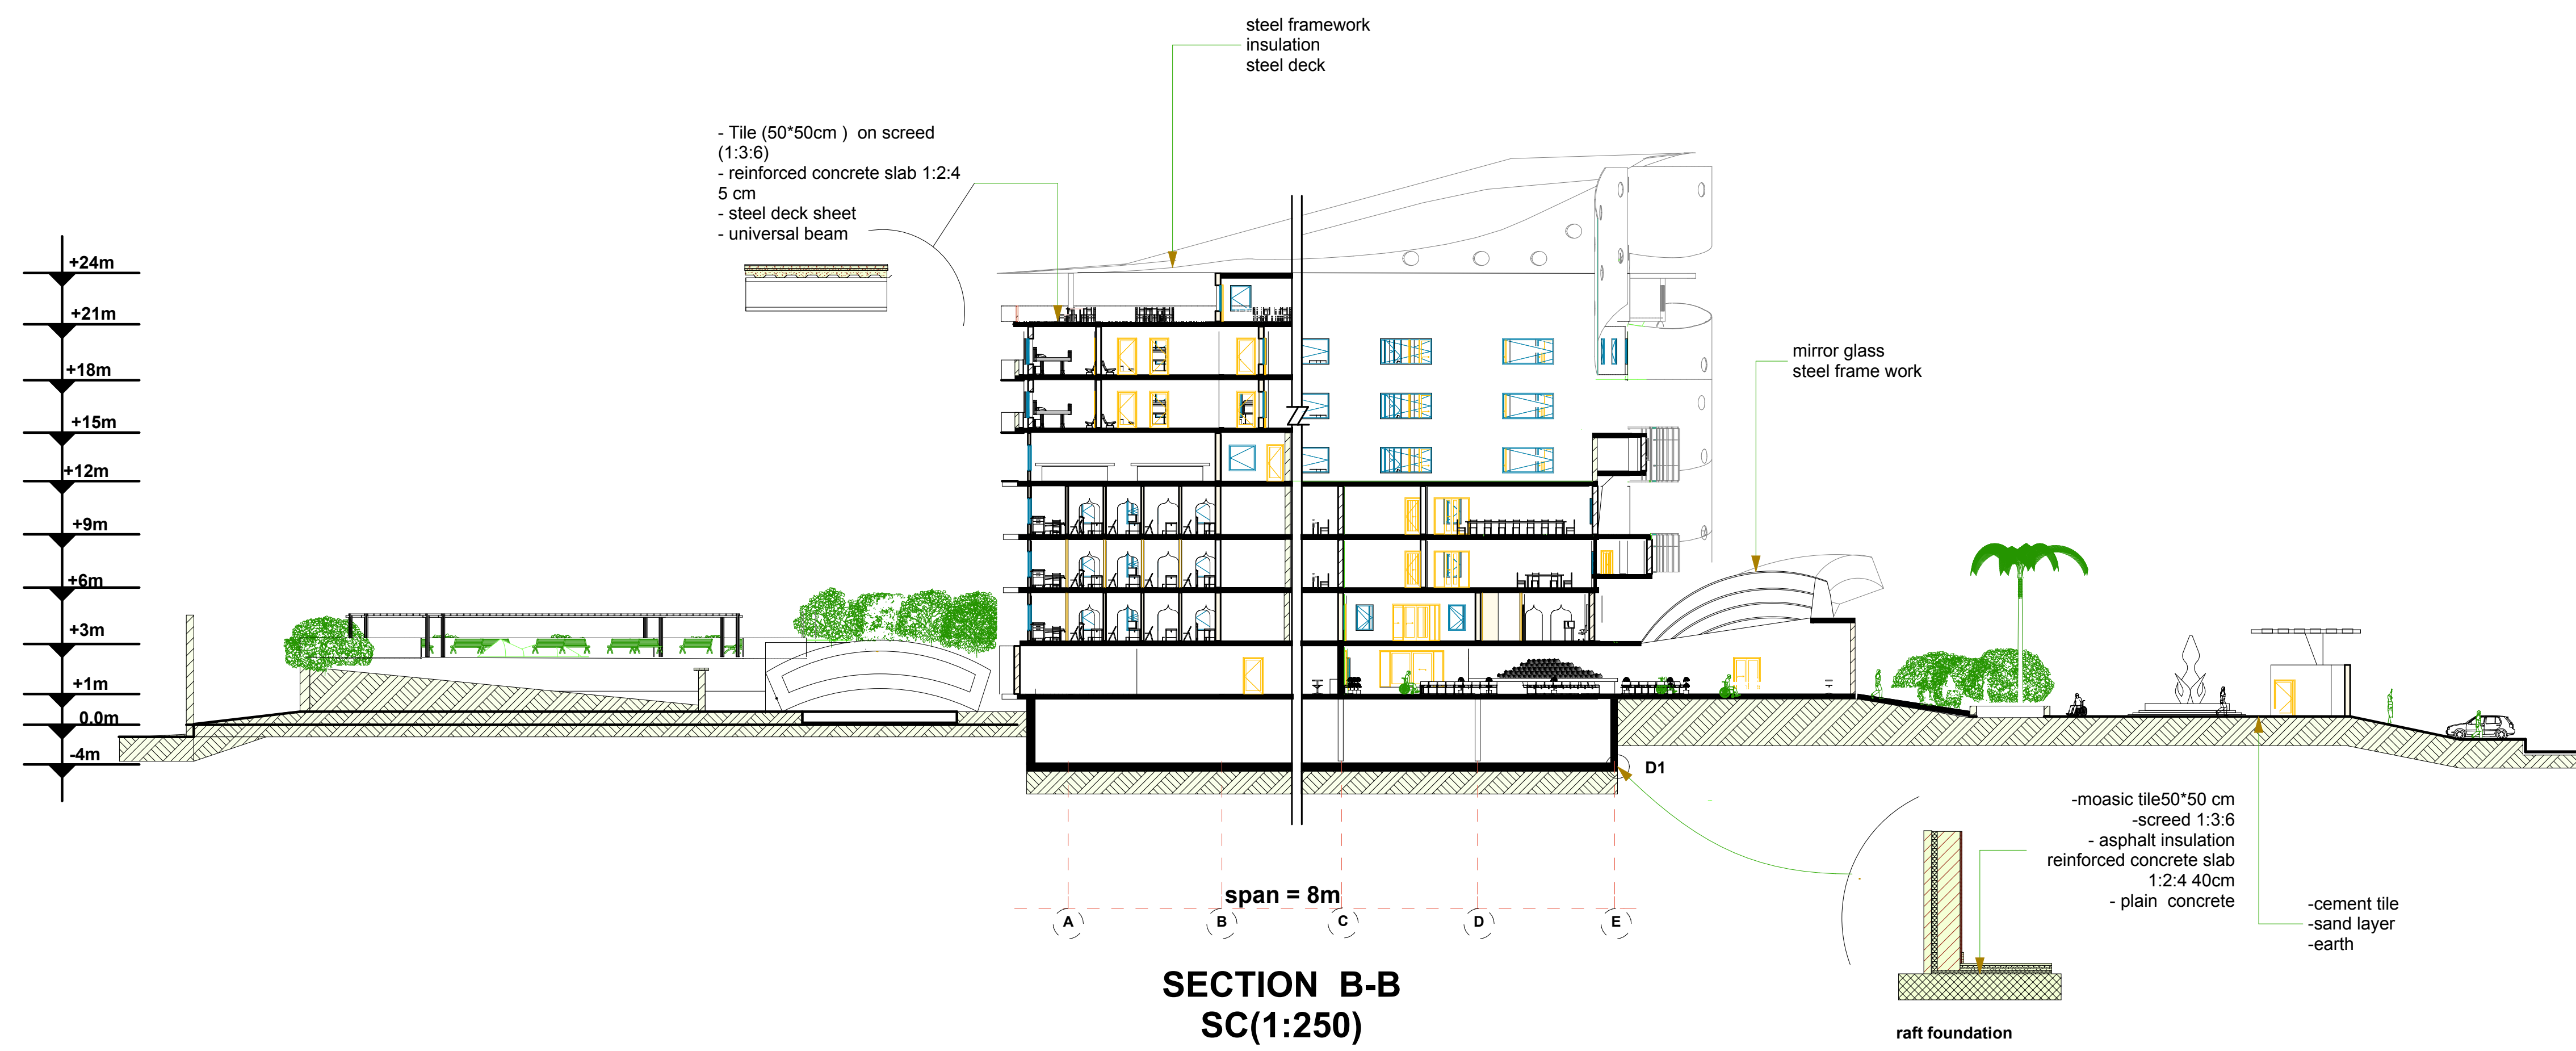 steel framework
insulation
steel deck
- Tile (50*50cm )  on screed
(1:3:6)
- reinforced concrete slab 1:2:4
5 cm
- steel deck sheet
- universal beam
+24m
+21m
+18m
+15m
+12m
+9m
+6m
+3m
+1m
0.0m
-4m
mirror glass
steel frame work
D1
-moasic tile50*50 cm
-screed 1:3:6
- asphalt insulation
reinforced concrete slab
1:2:4 40cm
- plain  concrete
-cement tile
-sand layer
-earth
span = 8m
A
B
C
D
E
SECTION  B-B
SC(1:250)
raft foundation